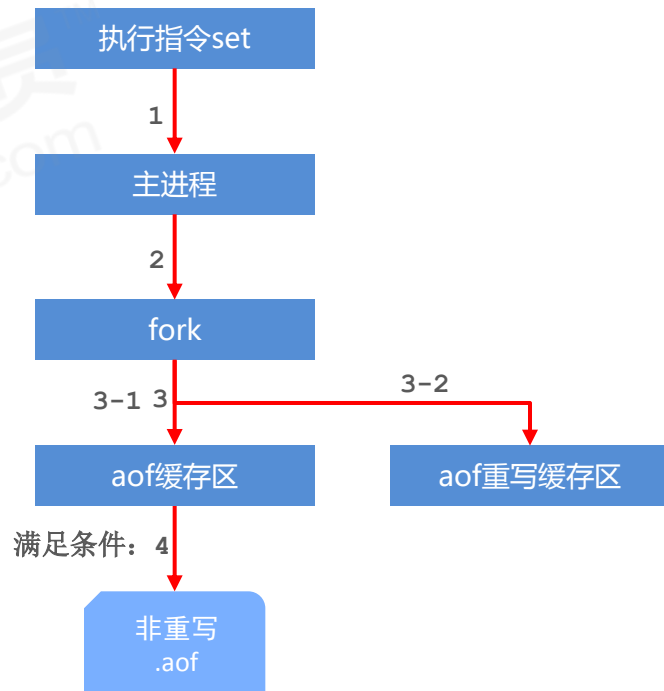 执行指令set
1
主进程
2
fork
3-1 3
3-2
aof缓存区
aof重写缓存区
满足条件：4
非重写
.aof